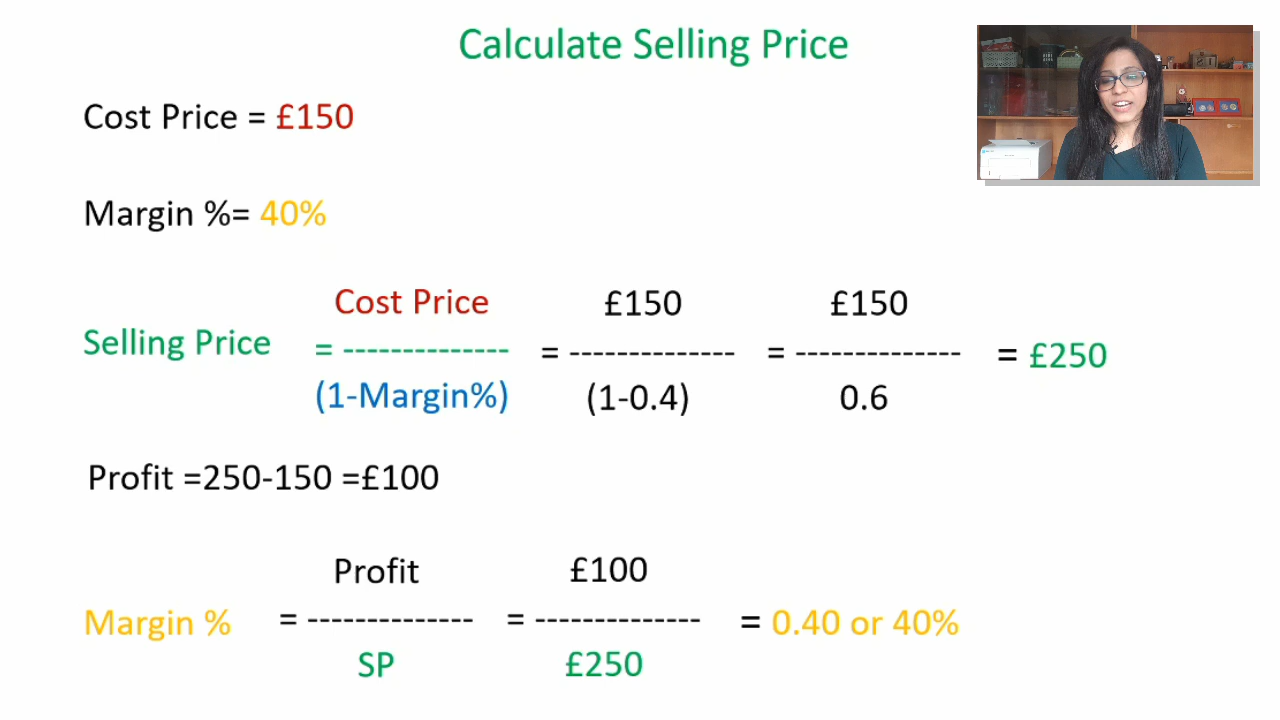 Calculate Selling Price
Cost Price = £150
Margin %= 40%
Cost Price £150 £150
Selling Price = -------------- = -------------- = -------------- = £250
(1-Margin%) (1-0.4) 0.6
Profit =250-150 =£100
Profit £100
Margin % = -------------- = -------------- = 0.40 or 40%
SP £250